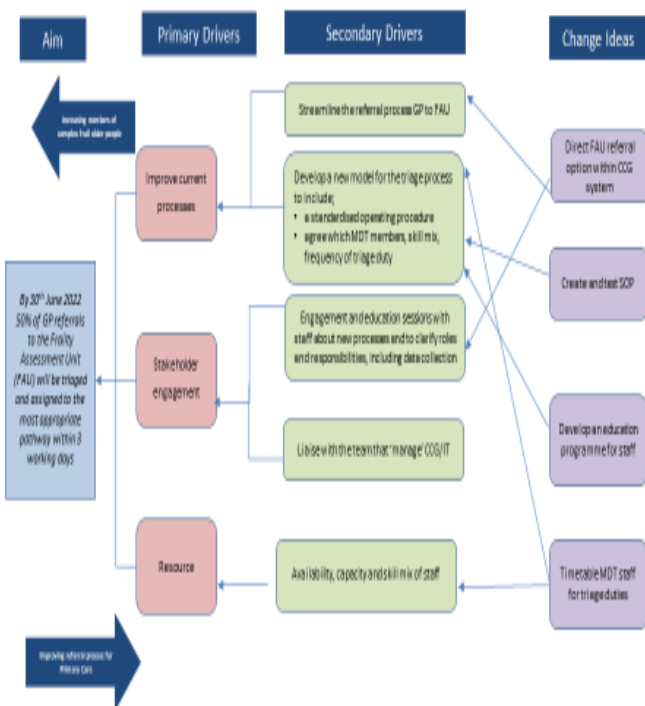 Aim
Primary Drivers
Secondary Drivers
Change Ideas
Increasing numbers of
complex frail older people
Improve current
processes
Streamline the referral process GP to FAU
Develop a new model for the triage process
to include;
• a standardised operating procedure
• agree which MDT members, skill mix,
frequency of triage duty
Direct FAU referral
option within CCG
system
Create and test SOP
By 30th June 2022
50% of GP referrals
to the Frailty
Assessment Unit
(FAU) will be triaged
and assigned to the
most appropriate
pathway within 3
working days
Stakeholder
engagement
Engagement and education sessions with
staff about new processes and to clarify roles
and responsibilities, including data collection
Liaise with the team that 'manage' CCG/IT
Develop an education
programme for staff
Resource
Availability, capacity and skill mix of staff
Timetable MDT staff
for triage duties
Improving referral process for
Primary Care